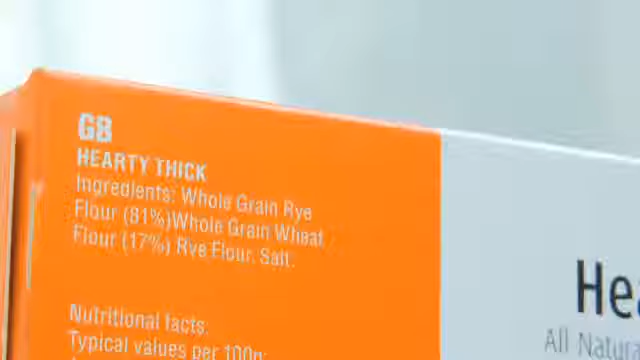 GB
HEARTY THICK
Ingredients: Whole Grain Rye
Flour (81%)Whole Grain Wheat
Flour (17%) Rye Flour, Salt.
Nutritional facts:
Typical values per 100g:
Hea
All Natura